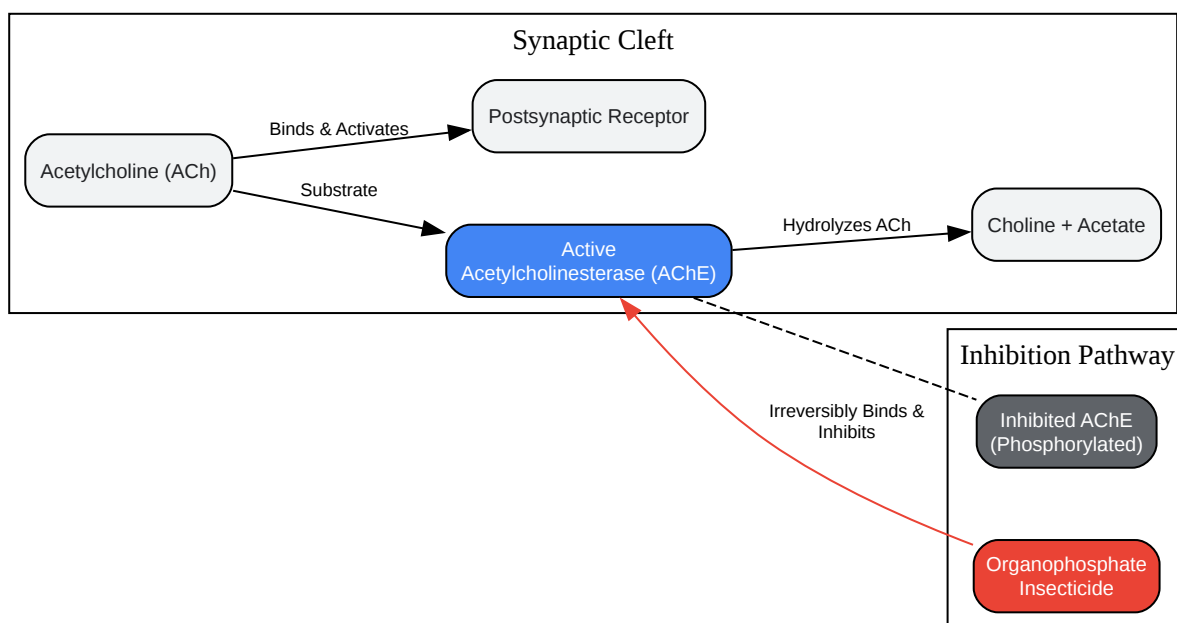 Synaptic Cleft
Postsynaptic Receptor
Binds & Activates
Acetylcholine (ACh)
Substrate
Hydrolyzes ACh
Choline + Acetate
Active
Acetylcholinesterase (AChE)
Inhibition Pathway
Irreversibly Binds &
Inhibits
Inhibited AChE
(Phosphorylated)
Organophosphate
Insecticide